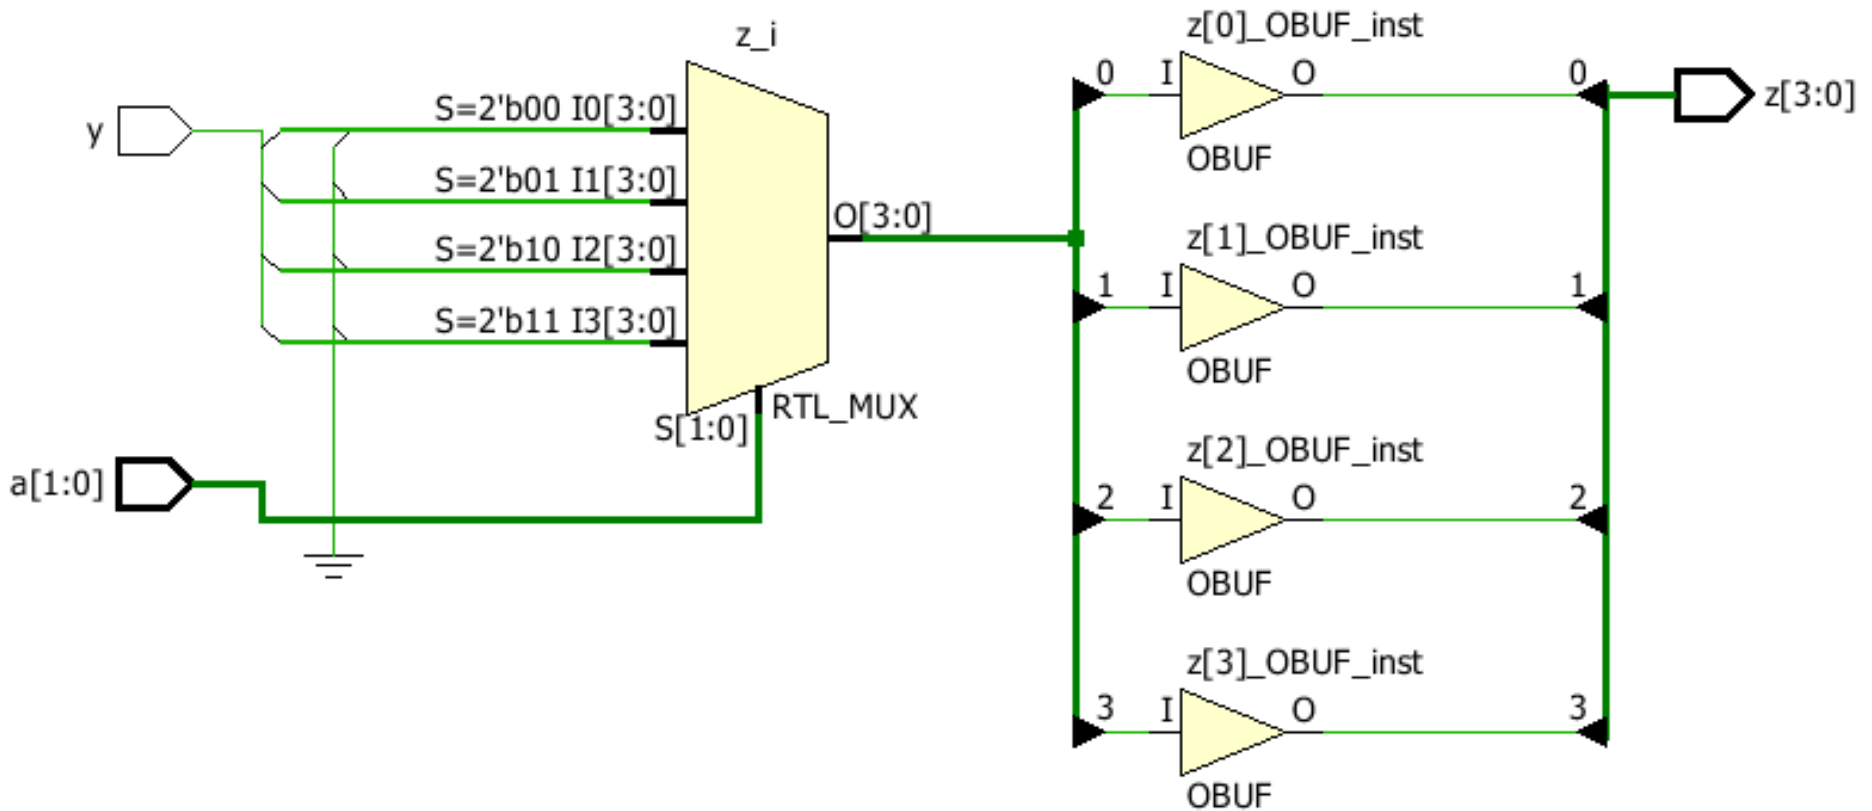 z_i
y
S=2'b00 I0[3:0]
S=2'b01 I1[3:0]
S=2'b10 I2[3:0]
S=2'b11 I3[3:0]
O[3:0]
S[1:0]
RTL_MUX
a[1:0]
z[0]_OBUF_inst
0 I O 0
OBUF
z[3:0]
z[1]_OBUF_inst
1 I O 1
OBUF
z[2]_OBUF_inst
2 I O 2
OBUF
z[3]_OBUF_inst
3 I O 3
OBUF